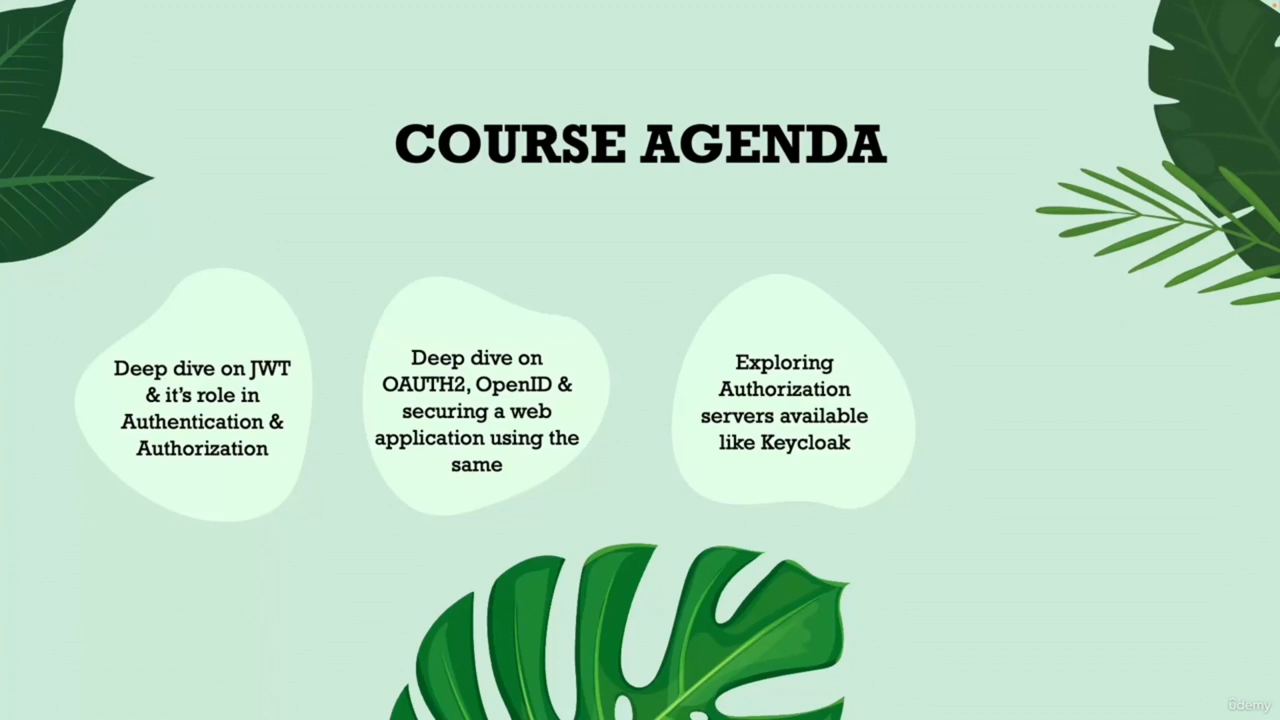 COURSE AGENDA
Deep dive on JWT
& it's role in
Authentication &
Authorization
Deep dive on
OAUTH2, OpenID &
securing a web
application using the
same
Exploring
Authorization
servers available
like Keycloak
ûdemy